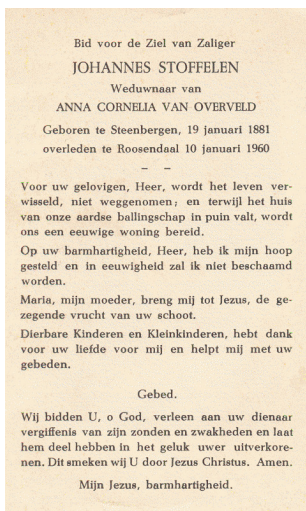 Bid voor de Ziel van Zaliger
JOHANNES STOFFELEN
Weduwnaar van
ANNA CORNELIA VAN OVERVELD
Geboren te Steenbergen, 19 januari 1881
overleden te Roosendaal 10 januari 1960
– –
Voor uw gelovigen, Heer, wordt het leven ver-
wisseld, niet weggenomen; en terwijl het huis
van onze aardse ballingschap in puin valt, wordt
ons een eeuwige woning bereid.
Op uw barmhartigheid, Heer, heb ik mijn hoop
gesteld en in eeuwigheid zal ik niet beschaamd
worden.
Maria, mijn moeder, breng mij tot Jezus, de ge-
zegende vrucht van uw schoot.
Dierbare Kinderen en Kleinkinderen, hebt dank
voor uw liefde voor mij en helpt mij met uw
gebeden.
Gebed.
Wij bidden U, o God, verleen aan uw dienaar
vergiffenis van zijn zonden en zwakheden en laat
hem deel hebben in het geluk uwer uitverkore-
nen. Dit smeken wij U door Jezus Christus. Amen.
Mijn Jezus, barmhartigheid.